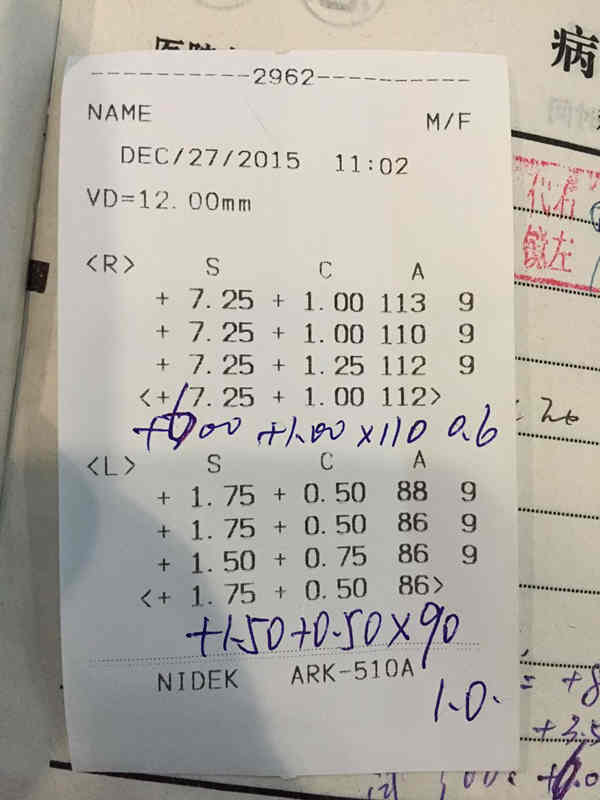 ----------2962----------
病
NAME M/F
DEC/27/2015 11:02
VD=12.00mm
镜左
<R> S C A
+ 7.25 + 1.00 113 9
+ 7.25 + 1.00 110 9
+ 7.25 + 1.25 112 9
<+ 7.25 + 1.00 112>
+6.00 +1.00 x110 0.6
<L> S C A
+ 1.75 + 0.50 88 9
+ 1.75 + 0.50 86 9
+ 1.50 + 0.75 86 9
<+ 1.75 + 0.50 86>
+1.50+0.50x90
NIDEK ARK-510A
1.0.